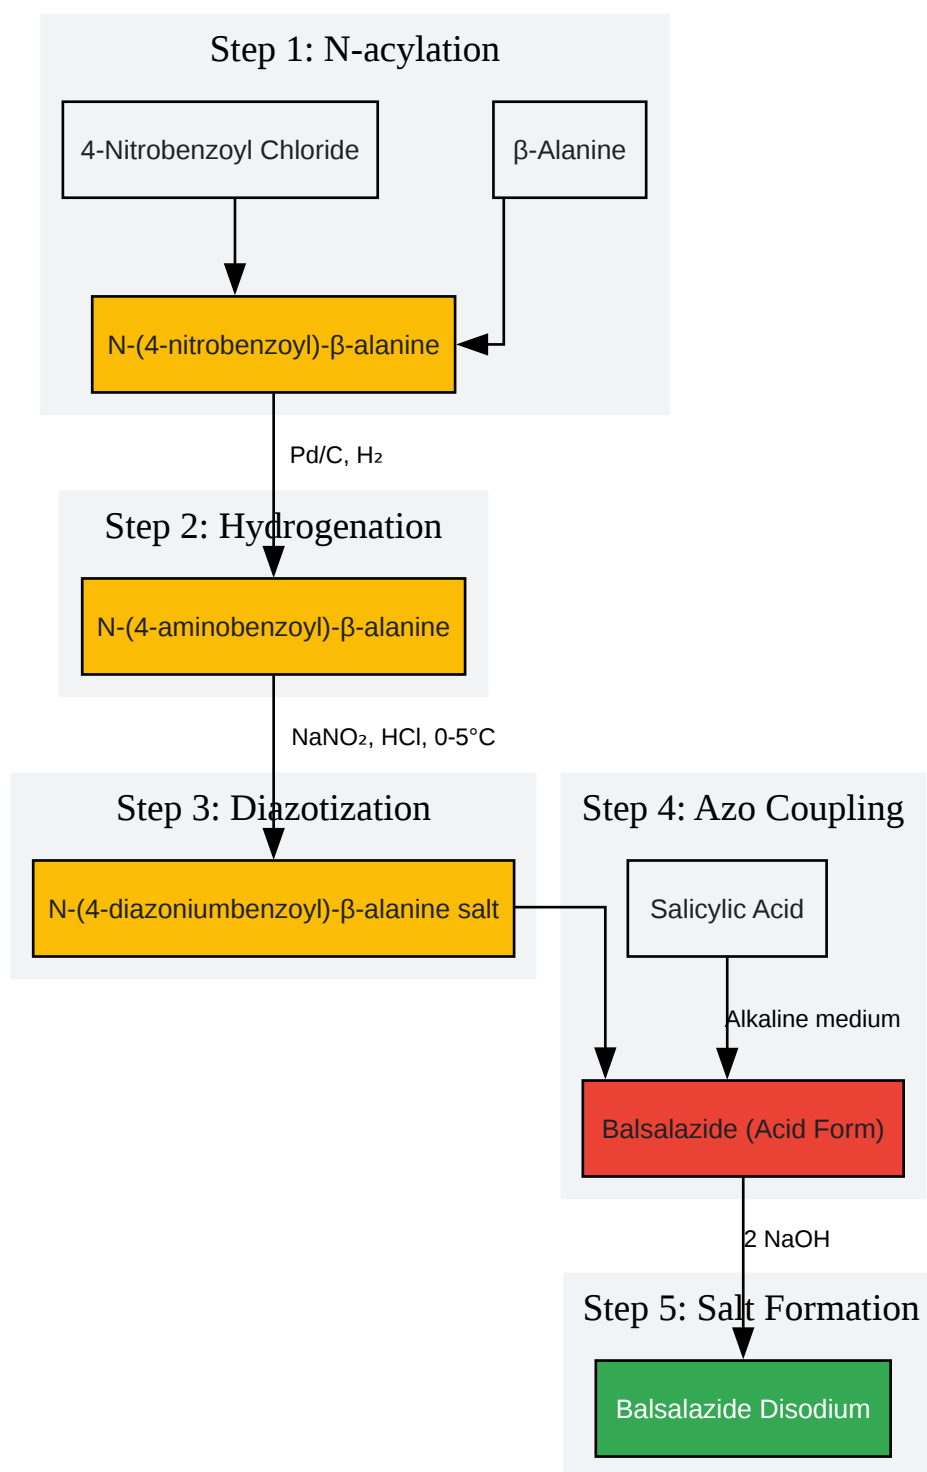 Step 1: N-acylation
4-Nitrobenzoyl Chloride
β-Alanine
N-(4-nitrobenzoyl)-β-alanine
Pd/C, H₂
Step 2: Hydrogenation
N-(4-aminobenzoyl)-β-alanine
NaNO₂, HCl, 0-5°C
Step 3: Diazotization
Step 4: Azo Coupling
N-(4-diazoniumbenzoyl)-β-alanine salt
Salicylic Acid
Alkaline medium
Balsalazide (Acid Form)
2 NaOH
Step 5: Salt Formation
Balsalazide Disodium